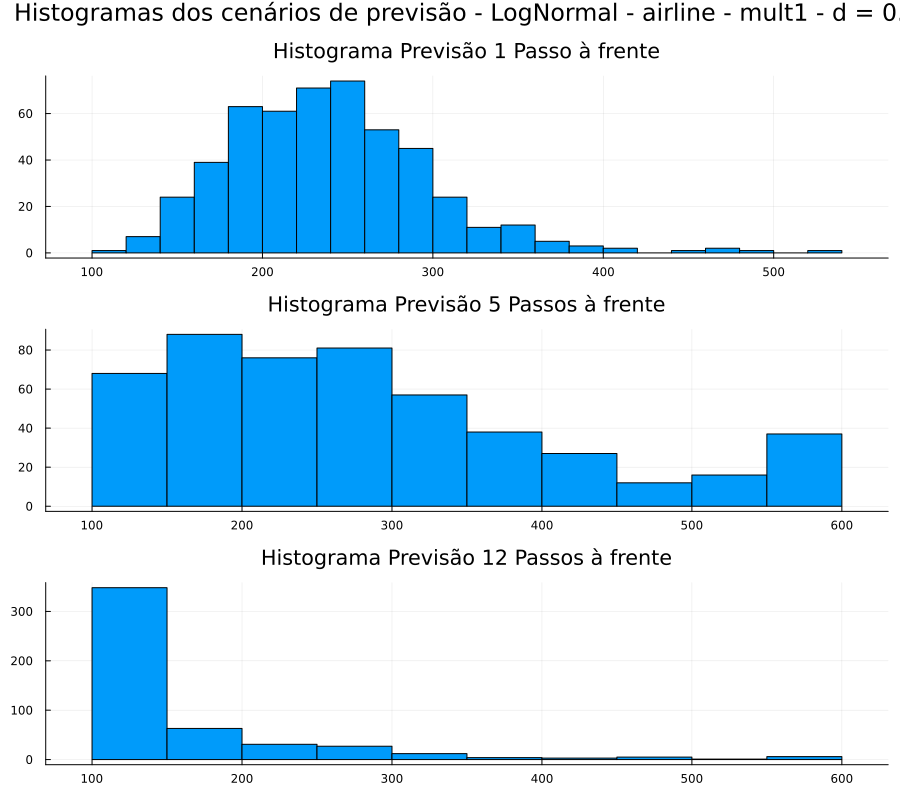 Histogramas dos cenários de previsão - LogNormal - airline - mult1 - d = 0.
Histograma Previsão 1 Passo à frente
60
40
20
0
100 200 300 400 500
Histograma Previsão 5 Passos à frente
80
60
40
20
0
100 200 300 400 500 600
Histograma Previsão 12 Passos à frente
300
200
100
0
100 200 300 400 500 600